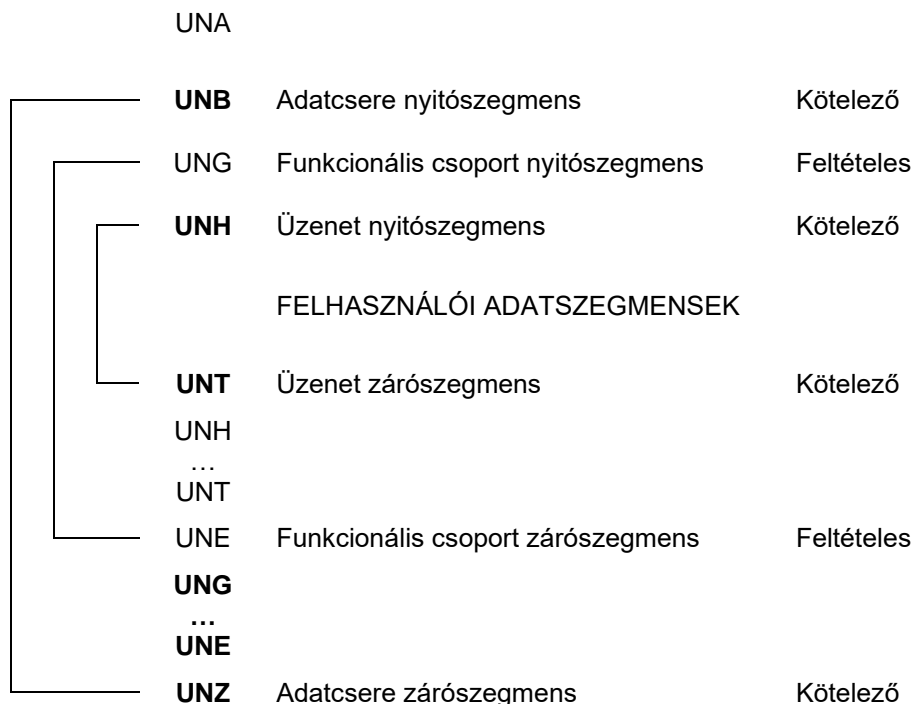 UNA
UNB Adatcsere nyitószegmens Kötelező
UNG Funkcionális csoport nyitószegmens Feltételes
UNH Üzenet nyitószegmens Kötelező
FELHASZNÁLÓI ADATSZEGMENSEK
UNT Üzenet zárószegmens Kötelező
UNH
…
UNT
UNE Funkcionális csoport zárószegmens Feltételes
UNG
…
UNE
UNZ Adatcsere zárószegmens Kötelező